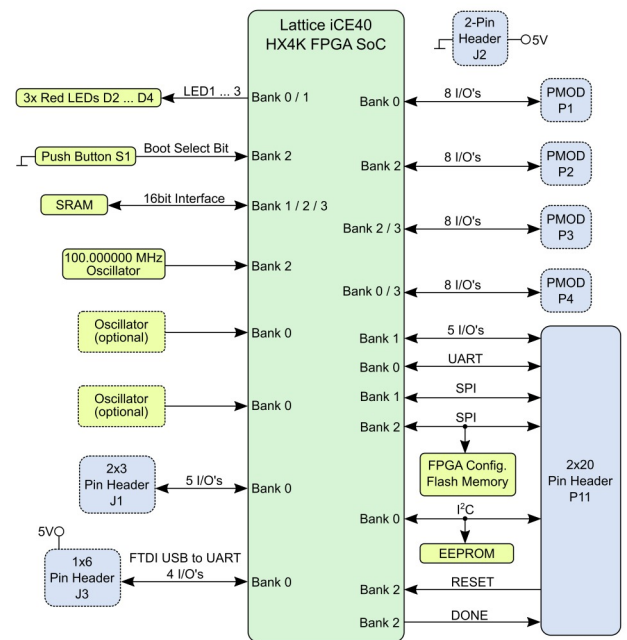 Lattice iCE40
HX4K FPGA SoC
2-Pin
Header
J2
5V
3x Red LEDs D2 ... D4
LED1 ... 3
Bank 0 / 1
Bank 0
8 I/O's
PMOD
P1
Push Button S1
Boot Select Bit
Bank 2
Bank 2
8 I/O's
PMOD
P2
SRAM
16bit Interface
Bank 1 / 2 / 3
Bank 2 / 3
8 I/O's
PMOD
P3
100.000000 MHz
Oscillator
Bank 2
Bank 0 / 3
8 I/O's
PMOD
P4
Oscillator
(optional)
Bank 0
Bank 1
5 I/O's
Bank 0
UART
Oscillator
(optional)
Bank 0
Bank 1
SPI
Bank 2
SPI
FPGA Config.
Flash Memory
2x20
Pin Header
P11
2x3
Pin Header
J1
5 I/O's
Bank 0
Bank 0
I²C
EEPROM
5V
1x6
Pin Header
J3
FTDI USB to UART
4 I/O's
Bank 0
Bank 2
RESET
Bank 2
DONE